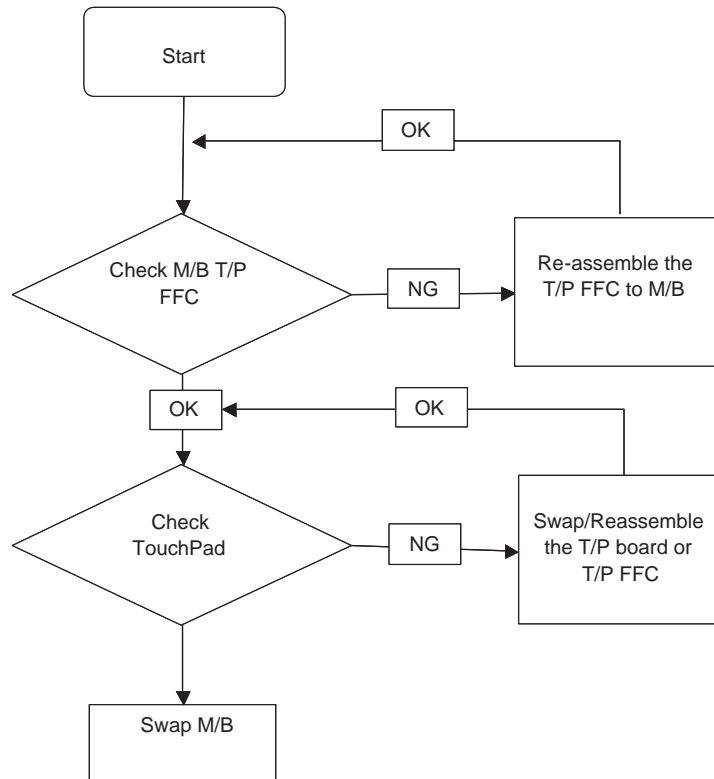 Start
OK
Check M/B T/P
FFC
NG
Re-assemble the
T/P FFC to M/B
OK
OK
Check
TouchPad
NG
Swap/Reassemble
the T/P board or
T/P FFC
Swap M/B